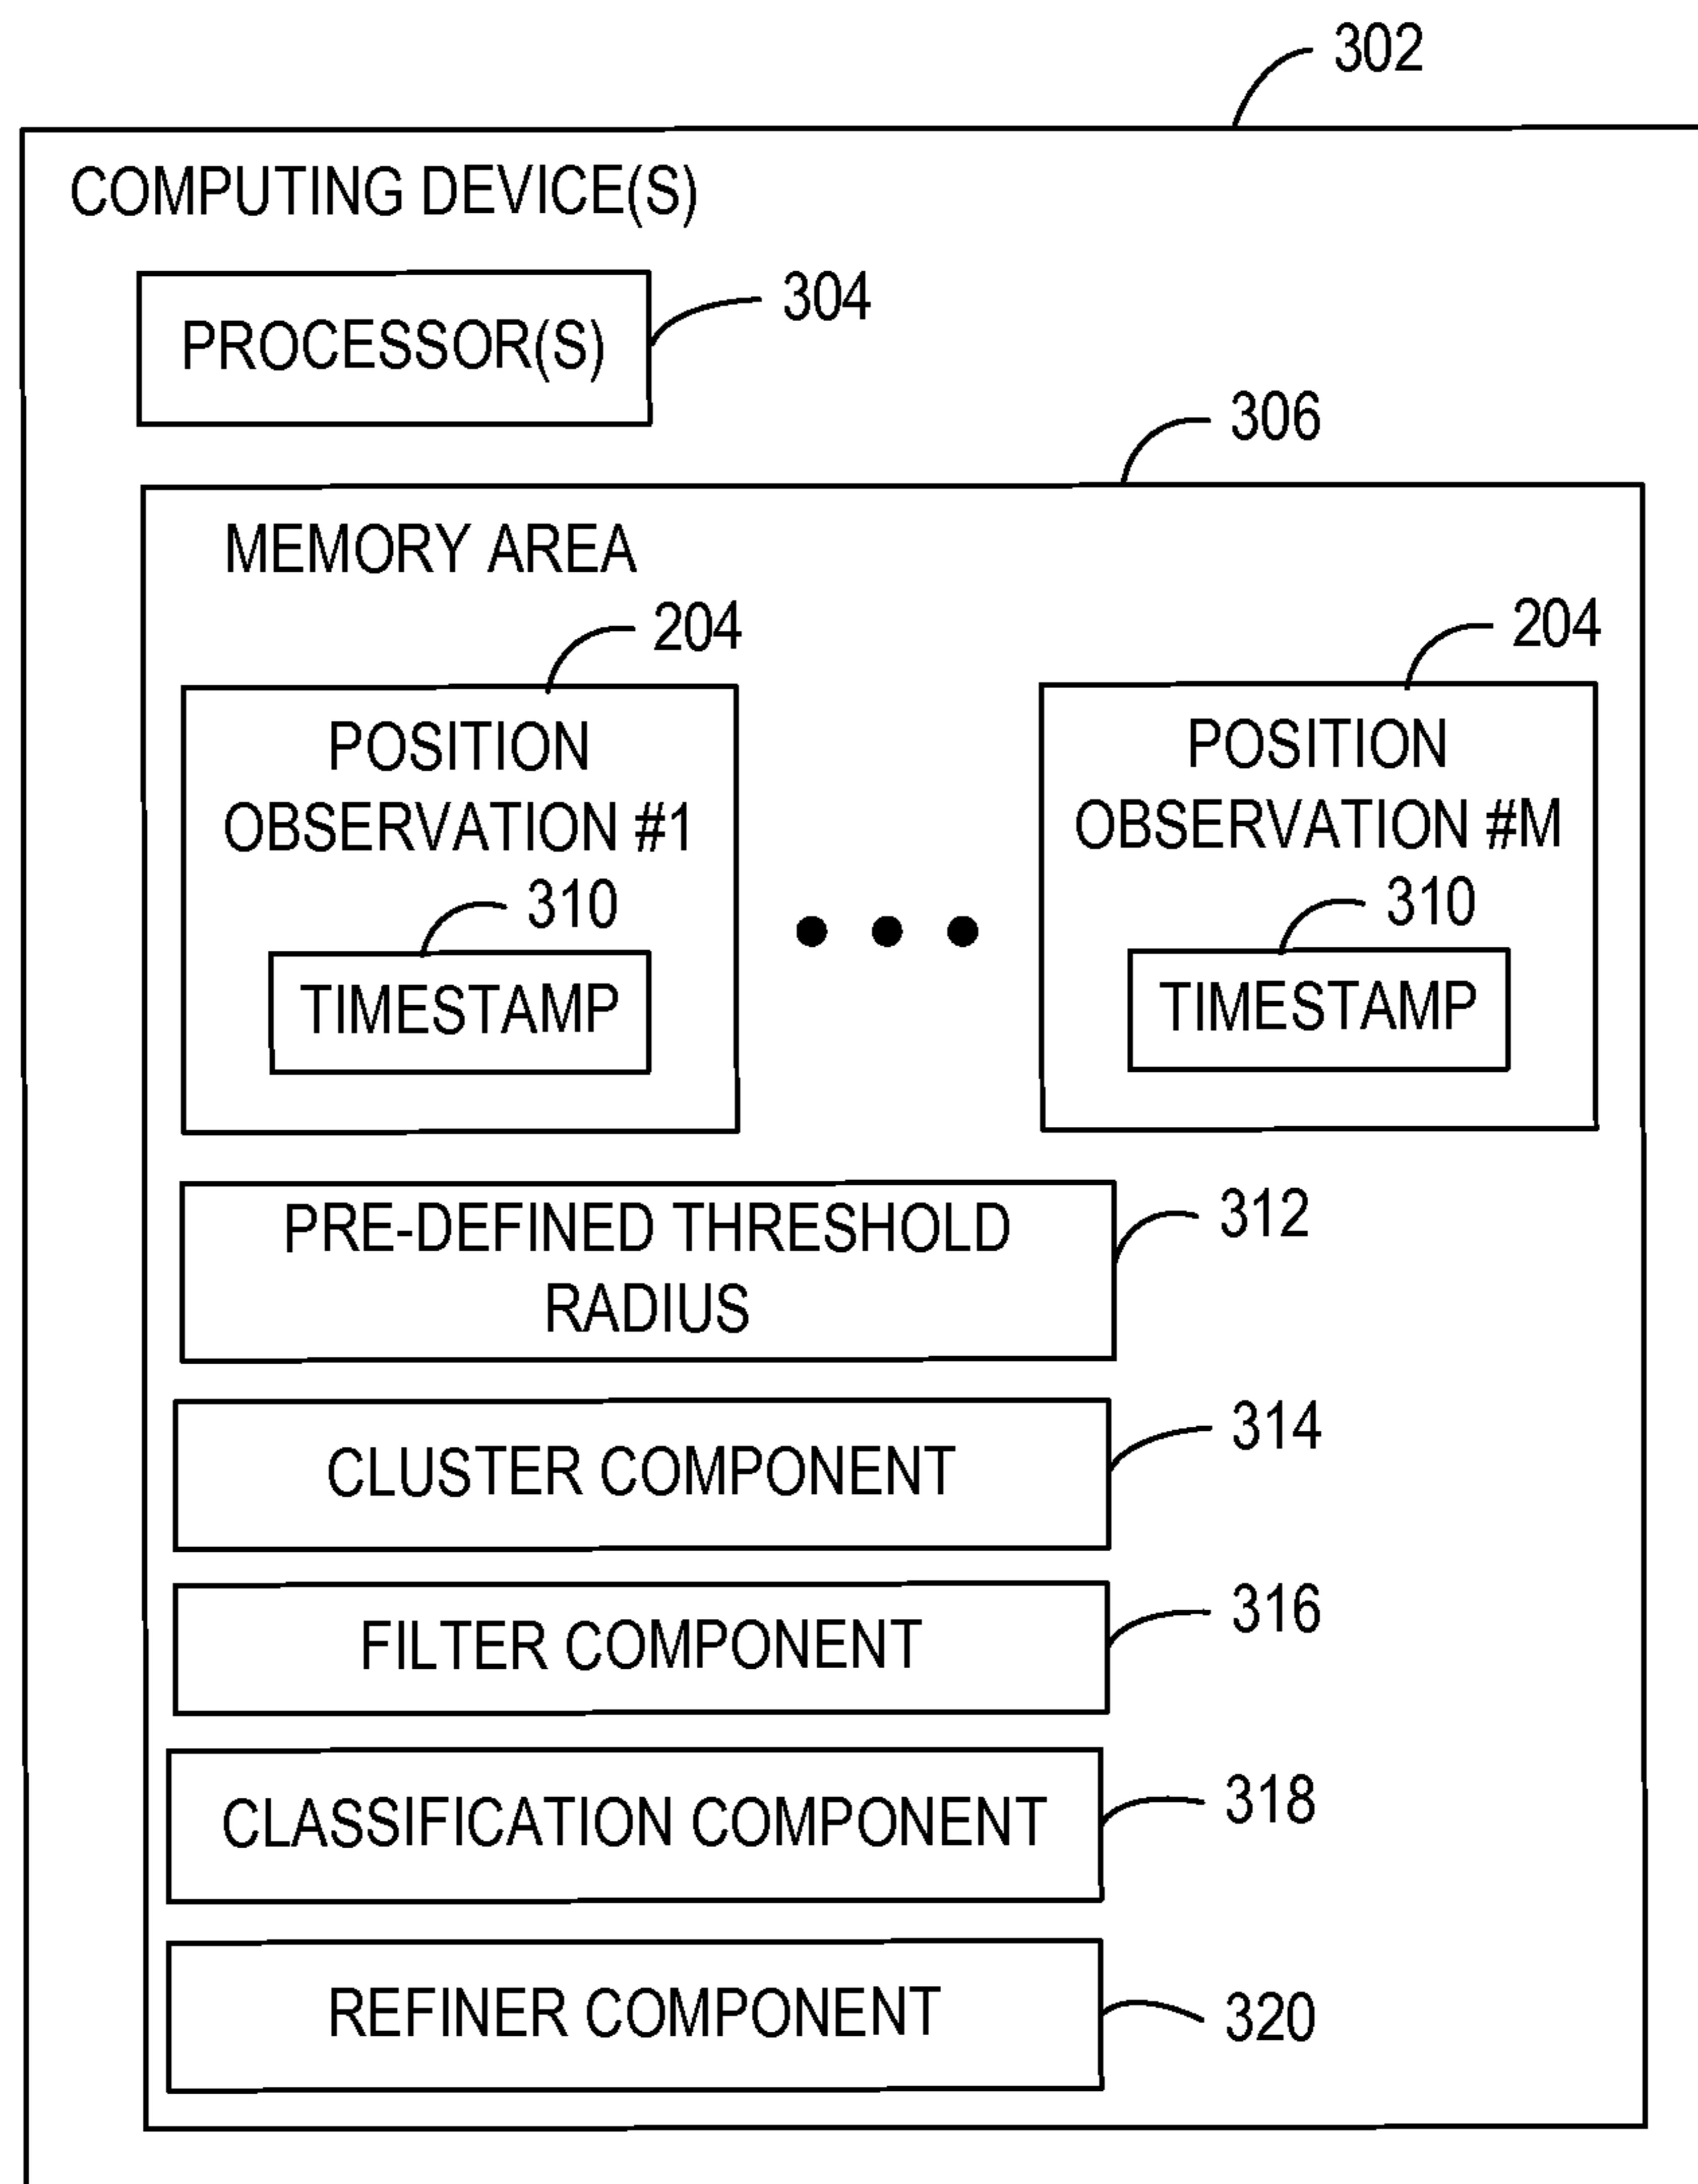 302
COMPUTING DEVICE(S)
PROCESSOR(S)
304
306
MEMORY AREA
204
204
POSITION
OBSERVATION #1
POSITION
OBSERVATION #M
310
310
TIMESTAMP
TIMESTAMP
PRE-DEFINED THRESHOLD
RADIUS
312
CLUSTER COMPONENT
314
FILTER COMPONENT
316
CLASSIFICATION COMPONENT
318
REFINER COMPONENT
320